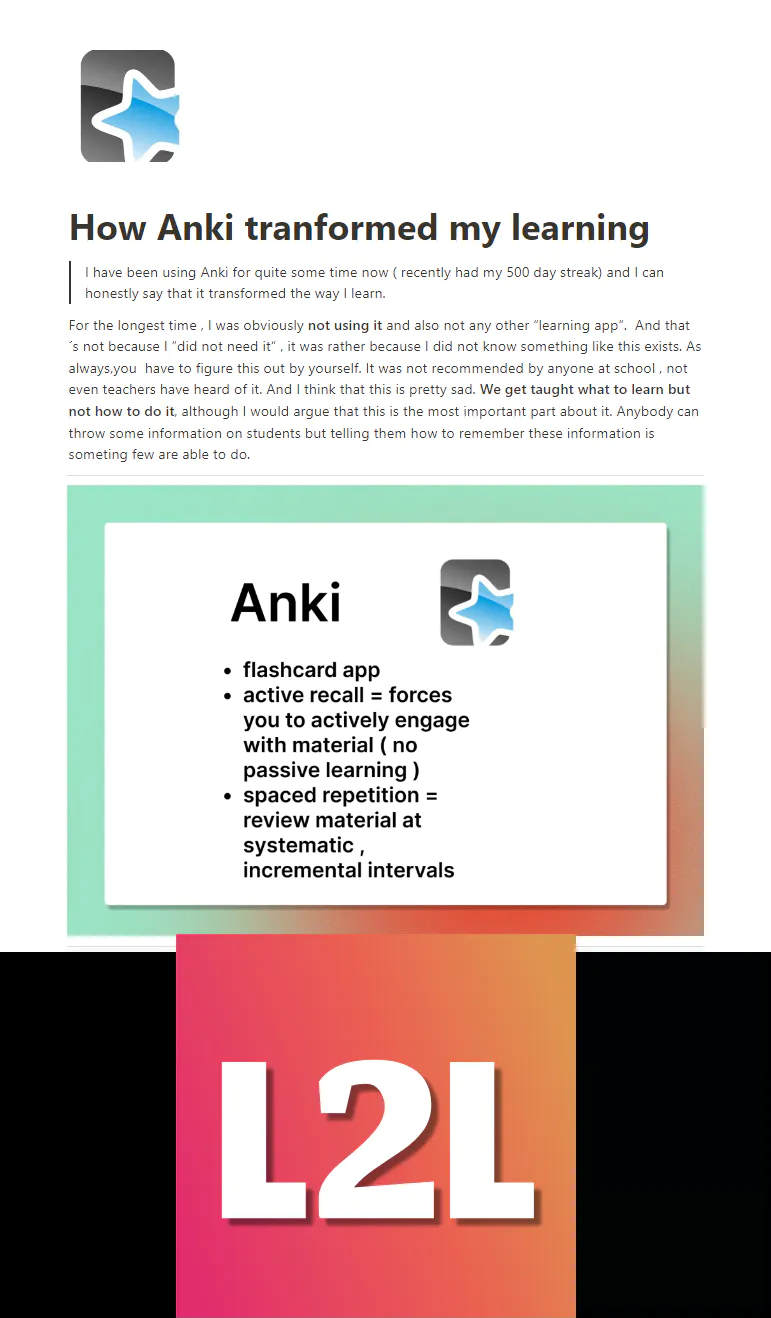 How Anki tranformed my learning
I have been using Anki for quite some time now ( recently had my 500 day streak) and I can
honestly say that it transformed the way I learn.
For the longest time , I was obviously not using it and also not any other “learning app”.  And that
´s not because I “did not need it” , it was rather because I did not know something like this exists. As
always,you  have to figure this out by yourself. It was not recommended by anyone at school , not
even teachers have heard of it. And I think that this is pretty sad. We get taught what to learn but
not how to do it, although I would argue that this is the most important part about it. Anybody can
throw some information on students but telling them how to remember these information is
someting few are able to do.
Anki
• flashcard app
• active recall = forces
you to actively engage
with material ( no
passive learning )
• spaced repetition =
review material at
systematic ,
incremental intervals
L2L